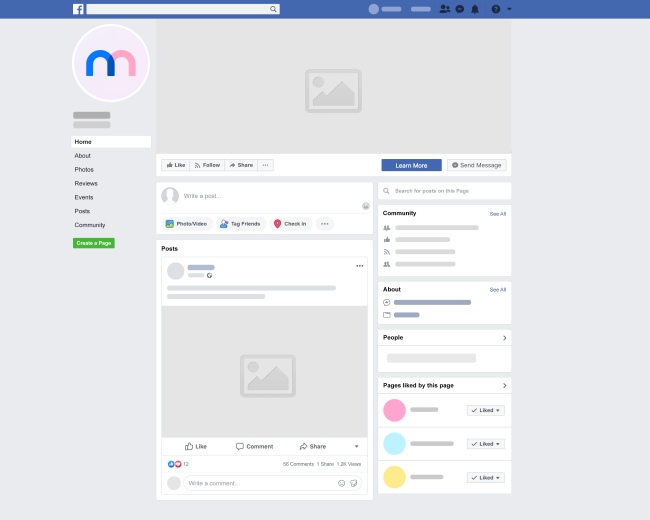 Home
About
Photos
Reviews
Events
Posts
Community
Create a Page
Like Follow Share ...
Learn More Send Message
Write a post...
Photo/Video Tag Friends Check in ...
Posts
...
Like Comment Share
12 56 Comments 1 Share 1.2K Views
Write a comment.
Search for posts on this Page
Community See All
About See All
People
Pages liked by this page
Liked
Liked
Liked